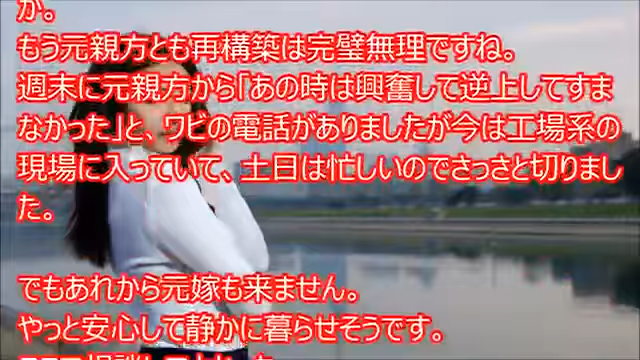 か。
もう元親方とも再構築は完璧無理ですね。
週末に元親方から「あの時は興奮して逆上してすま
なかった」と、ワビの電話がありましたが今は工場系の
現場に入っていて、土日は忙しいのでさっさと切りまし
た。
でもあれから元嫁も来ません。
やっと安心して静かに暮らせそうです。